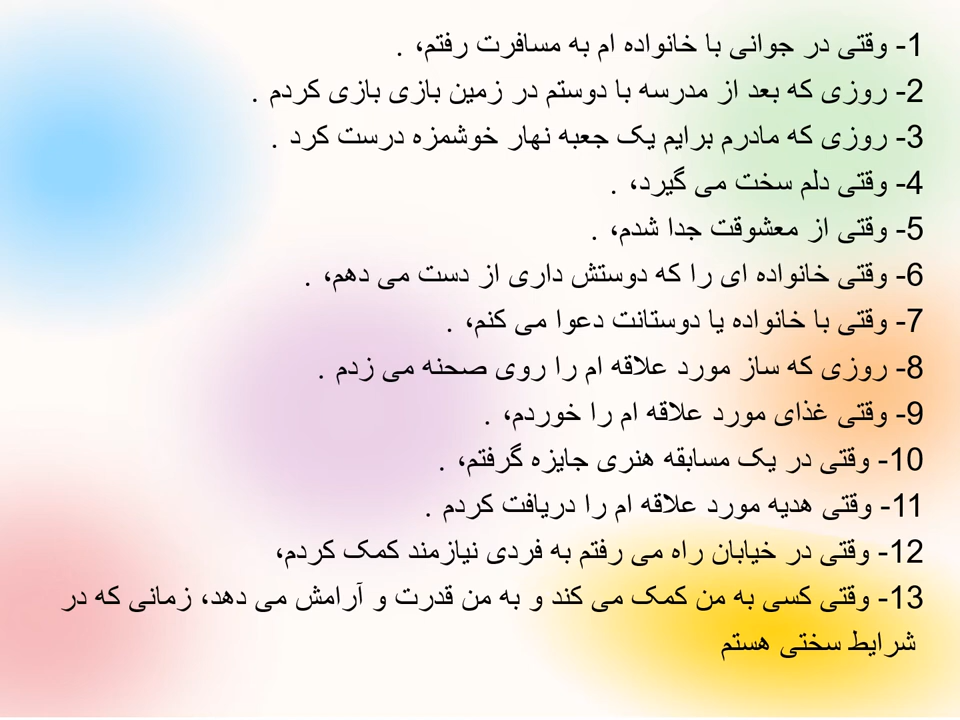 1- وقتی در جوانی با خانواده ام به مسافرت رفتم، .
2- روزی که بعد از مدرسه با دوستم در زمین بازی بازی کردم .
3- روزی که مادرم برایم یک جعبه نهار خوشمزه درست کرد .
4- وقتی دلم سخت می گیرد، .
5- وقتی از معشوقت جدا شدم، .
6- وقتی خانواده ای را که دوستش داری از دست می دهم، .
7- وقتی با خانواده یا دوستانت دعوا می کنم، .
8- روزی که ساز مورد علاقه ام را روی صحنه می زدم .
9- وقتی غذای مورد علاقه ام را خوردم، .
10- وقتی در یک مسابقه هنری جایزه گرفتم، .
11- وقتی هدیه مورد علاقه ام را دریافت کردم .
12- وقتی در خیابان راه می رفتم به فردی نیازمند کمک کردم،
13- وقتی کسی به من کمک می کند و به من قدرت و آرامش می دهد، زمانی که در
شرایط سختی هستم